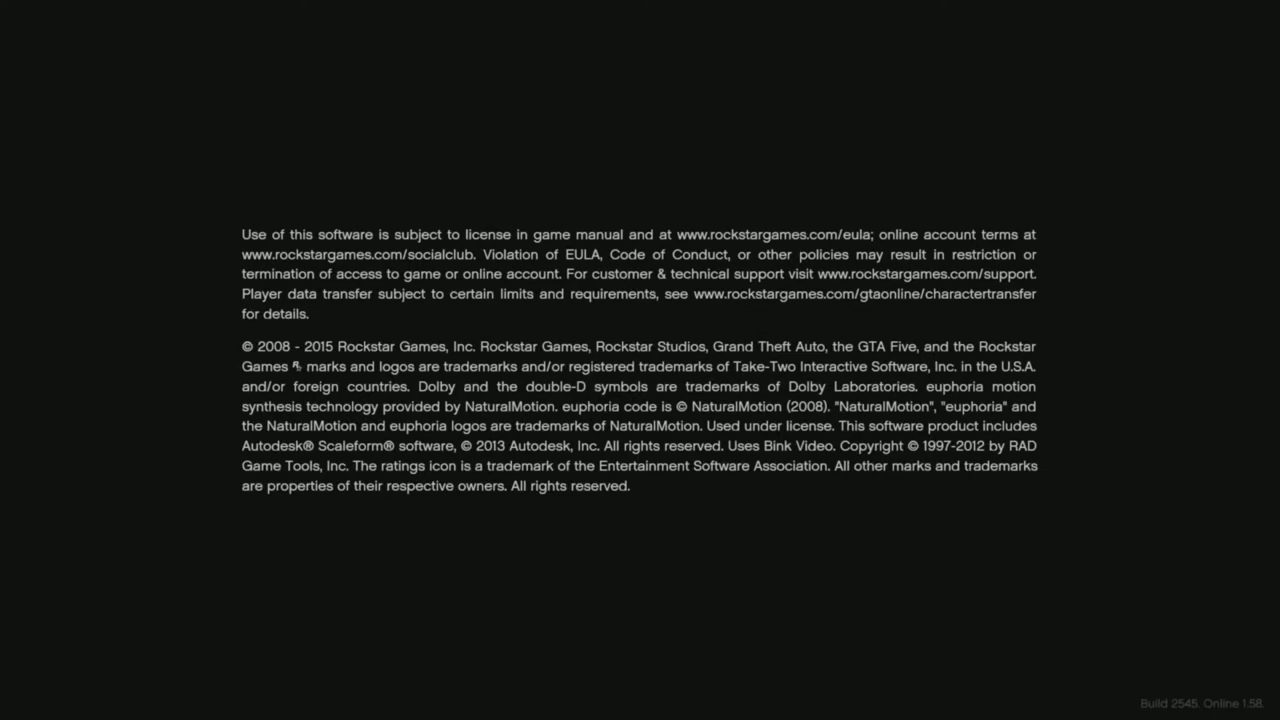 Use of this software is subject to license in game manual and at www.rockstargames.com/eula; online account terms at
www.rockstargames.com/socialclub. Violation of EULA, Code of Conduct, or other policies may result in restriction or
termination of access to game or online account. For customer & technical support visit www.rockstargames.com/support.
Player data transfer subject to certain limits and requirements, see www.rockstargames.com/gtaonline/charactertransfer
for details.
© 2008 - 2015 Rockstar Games, Inc. Rockstar Games, Rockstar Studios, Grand Theft Auto, the GTA Five, and the Rockstar
Games R* marks and logos are trademarks and/or registered trademarks of Take-Two Interactive Software, Inc. in the U.S.A.
and/or foreign countries. Dolby and the double-D symbols are trademarks of Dolby Laboratories. euphoria motion
synthesis technology provided by NaturalMotion. euphoria code is © NaturalMotion (2008). "NaturalMotion", "euphoria" and
the NaturalMotion and euphoria logos are trademarks of NaturalMotion. Used under license. This software product includes
Autodesk® Scaleform® software, © 2013 Autodesk, Inc. All rights reserved. Uses Bink Video. Copyright © 1997-2012 by RAD
Game Tools, Inc. The ratings icon is a trademark of the Entertainment Software Association. All other marks and trademarks
are properties of their respective owners. All rights reserved.
Build 2545. Online 1.58.